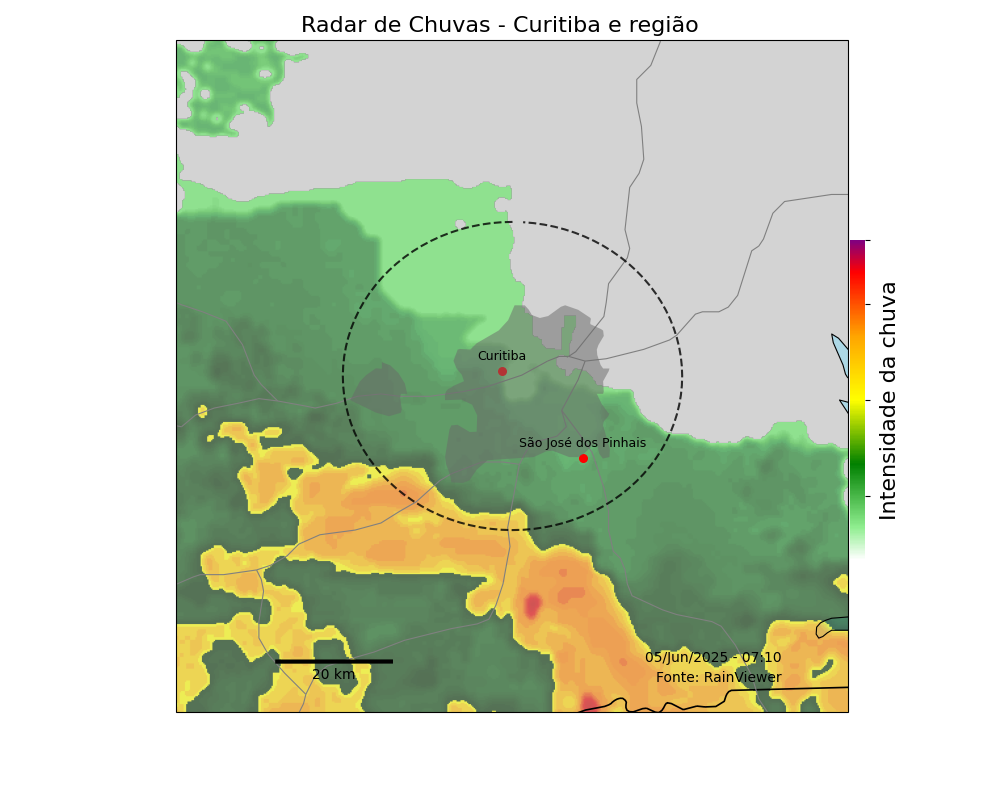 Radar de Chuvas - Curitiba e região
Curitiba
São José dos Pinhais
Intensidade da chuva
05/Jun/2025 - 07:10
Fonte: RainViewer
20 km